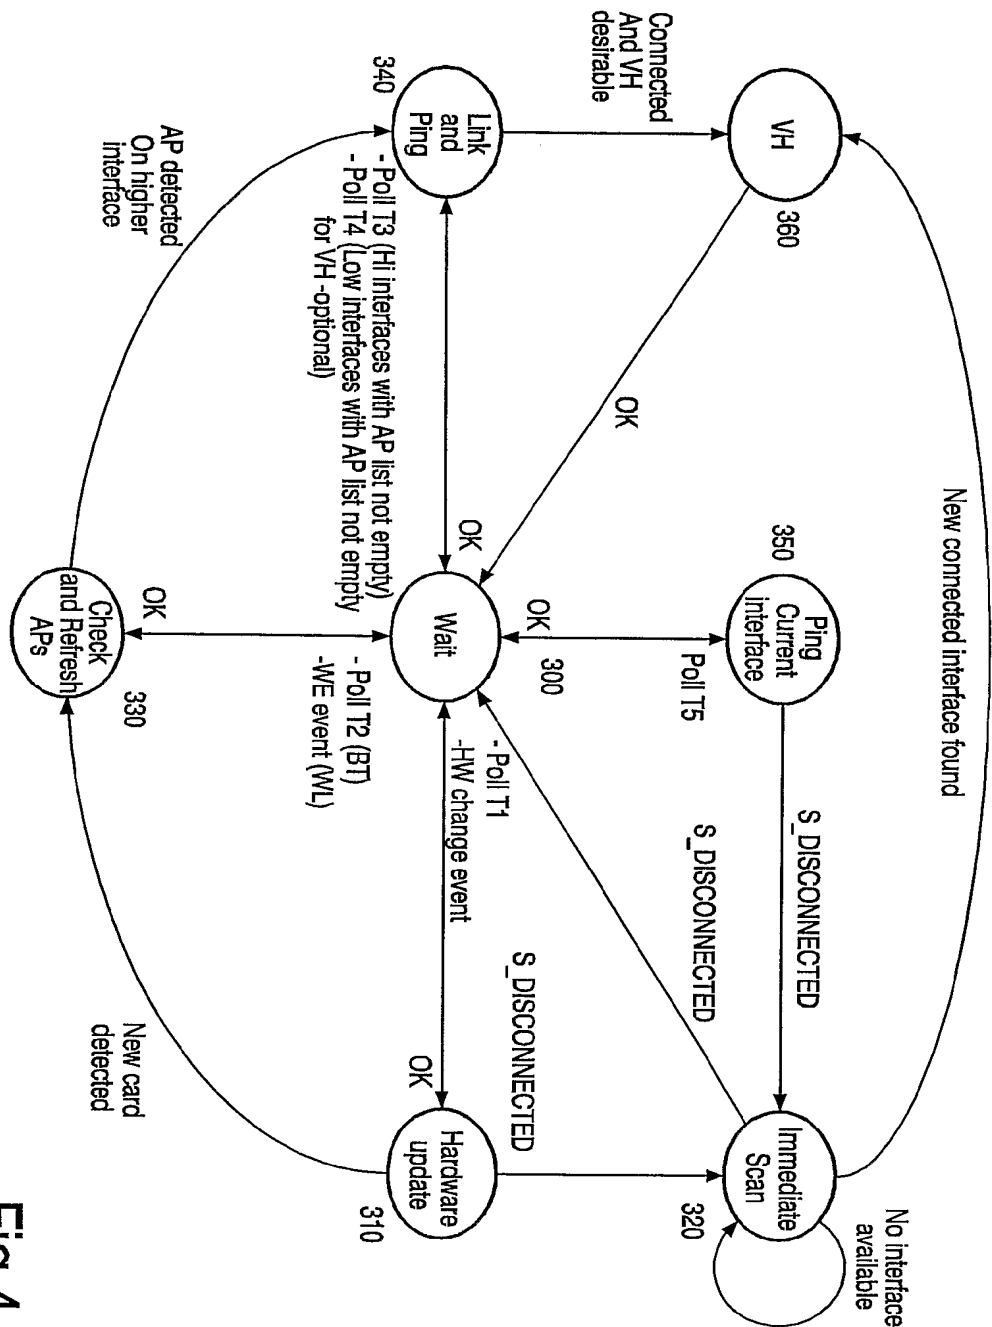 New connected interface found
No interface
available
VH
360
350
Ping
Current
interface
Immediate
Scan
320
S_DISCONNECTED
Connected
And VH
desirable
OK
Poll T5
S_DISCONNECTED
OK
300
S_DISCONNECTED
- Poll T1
-HW change event
OK
OK
340
Link
and
Ping
Wait
Hardware
update
310
- Poll T3 (Hi interfaces with AP list not empty)
- Poll T4 (Low interfaces with AP list not empty
for VH -optional)
- Poll T2 (BT)
-WE event (WL)
AP detected
On higher
interface
OK
330
New card
detected
Check
and Refresh
APs
Fig 4